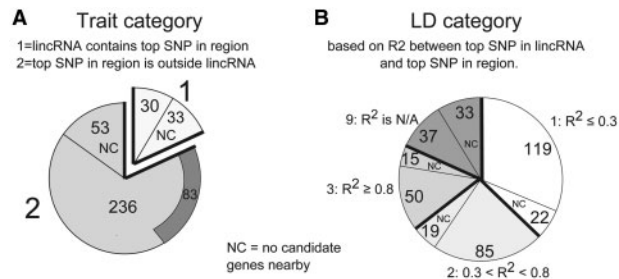 A
Trait category
1=lincRNA contains top SNP in region
2=top SNP in region is outside lincRNA
1
30
33
NC
53
NC
2
236
83
NC = no candidate
genes nearby
B
LD category
based on R2 between top SNP in lincRNA
and top SNP in region.
9: R² is N/A
33
NC
37
1: R² ≤ 0.3
119
15
NC
3: R² ≥ 0.8
50
NC
22
NC
19
85
2: 0.3 < R² < 0.8